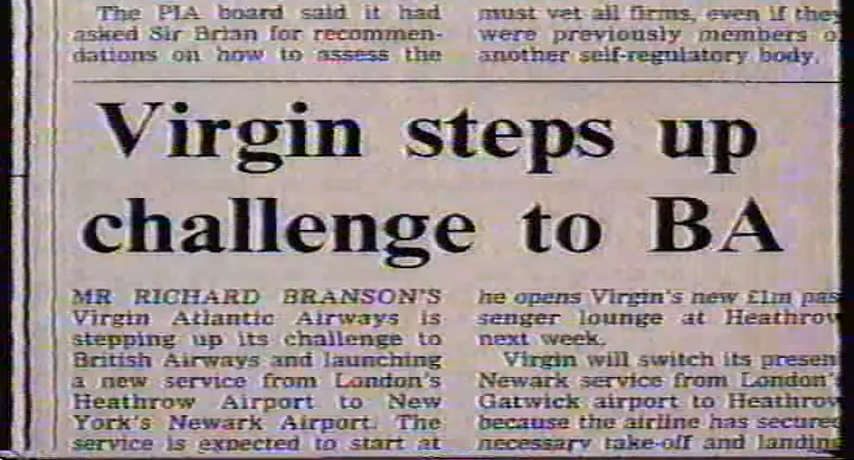 The PIA board said it had
asked Sir Brian for recommen-
dations on how to assess the
must vet all firms, even if they
were previously members o
another self-regulatory body.
Virgin steps up
challenge to BA
MR RICHARD BRANSON'S
Virgin Atlantic Airways is
stepping up its challenge to
British Airways and launching
a new service from London's
Heathrow Airport to New
York's Newark Airport. The
service is expected to start at
he opens Virgin's new £1m pas
senger lounge at Heathrow
next week.
Virgin will switch its presen
Newark service from London'
Gatwick airport to Heathrow
because the airline has secured
necessary take-off and landin